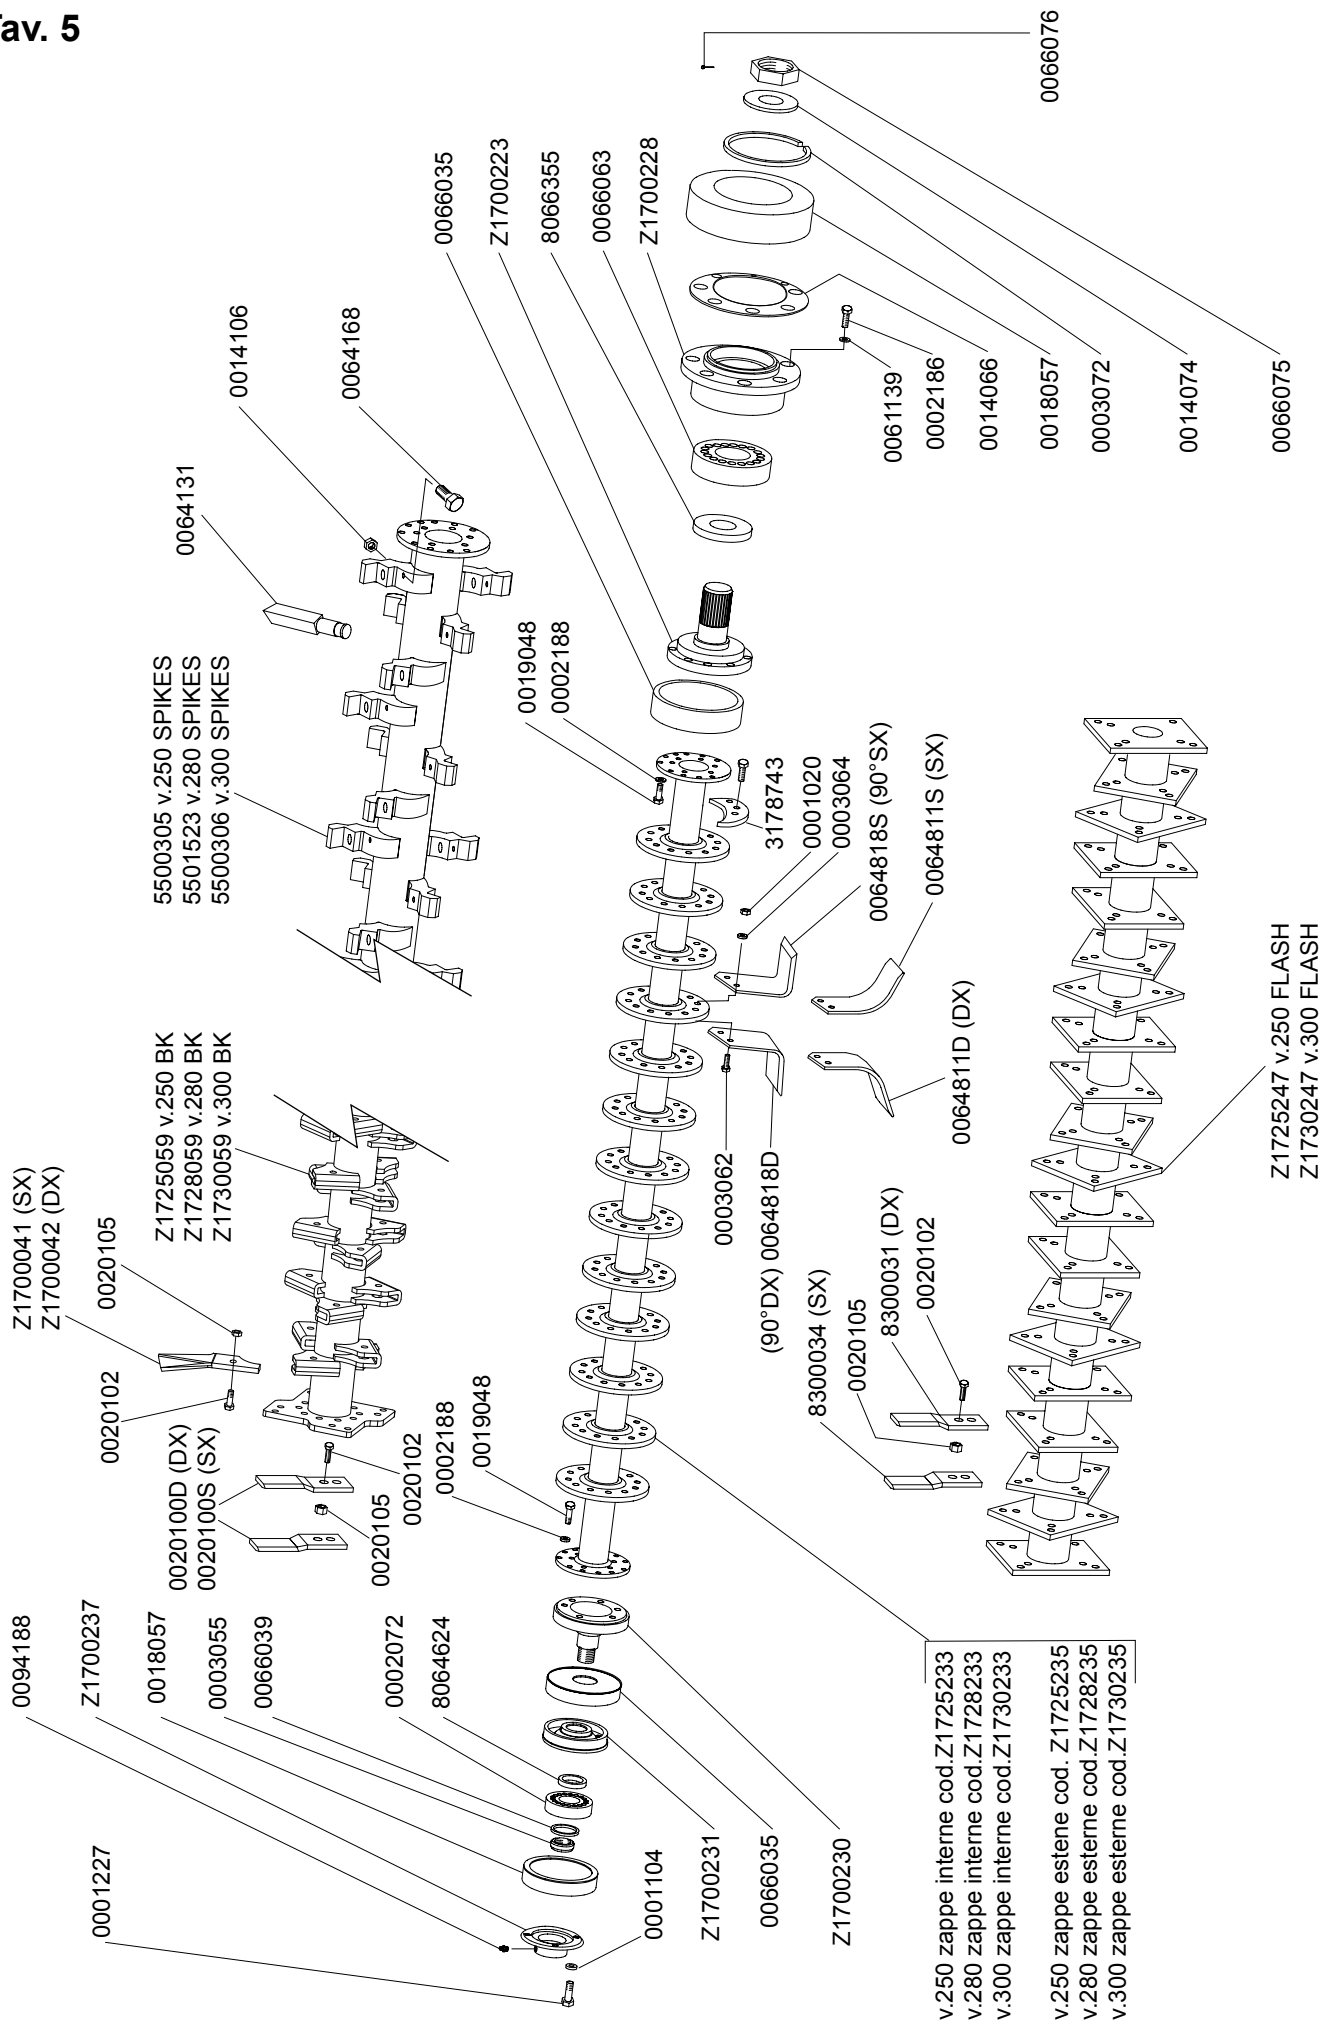 av. 5
0066076
0066035
Z1700223
8066355
0066063
Z1700228
0014106
0064168
0064131
0061139
0002186
0014066
0018057
0003072
0014074
0066075
5500305 v.250 SPIKES
5501523 v.280 SPIKES
5500306 v.300 SPIKES
0019048
0002188
3178743
0001020
0003064
0064818S (90°SX)
0064811S (SX)
0064811D (DX)
Z1725059 v.250 BK
Z1728059 v.280 BK
Z1730059 v.300 BK
Z1700041 (SX)
Z1700042 (DX)
0020105
0020102
0003062
(90°DX) 0064818D
Z1725247 v.250 FLASH
Z1730247 v.300 FLASH
8300034 (SX)
0020105
8300031 (DX)
0020102
0020100D (DX)
0020100S (SX)
0020105
0020102
0002188
0019048
0094188
Z1700237
0018057
0003055
0066039
0002072
8064624
0001227
0001104
Z1700231
0066035
Z1700230
v.250 zappe interne cod.Z1725233
v.280 zappe interne cod.Z1728233
v.300 zappe interne cod.Z1730233
v.250 zappe estene cod. Z1725235
v.280 zappe esterne cod.Z1728235
v.300 zappe esterne cod.Z1730235